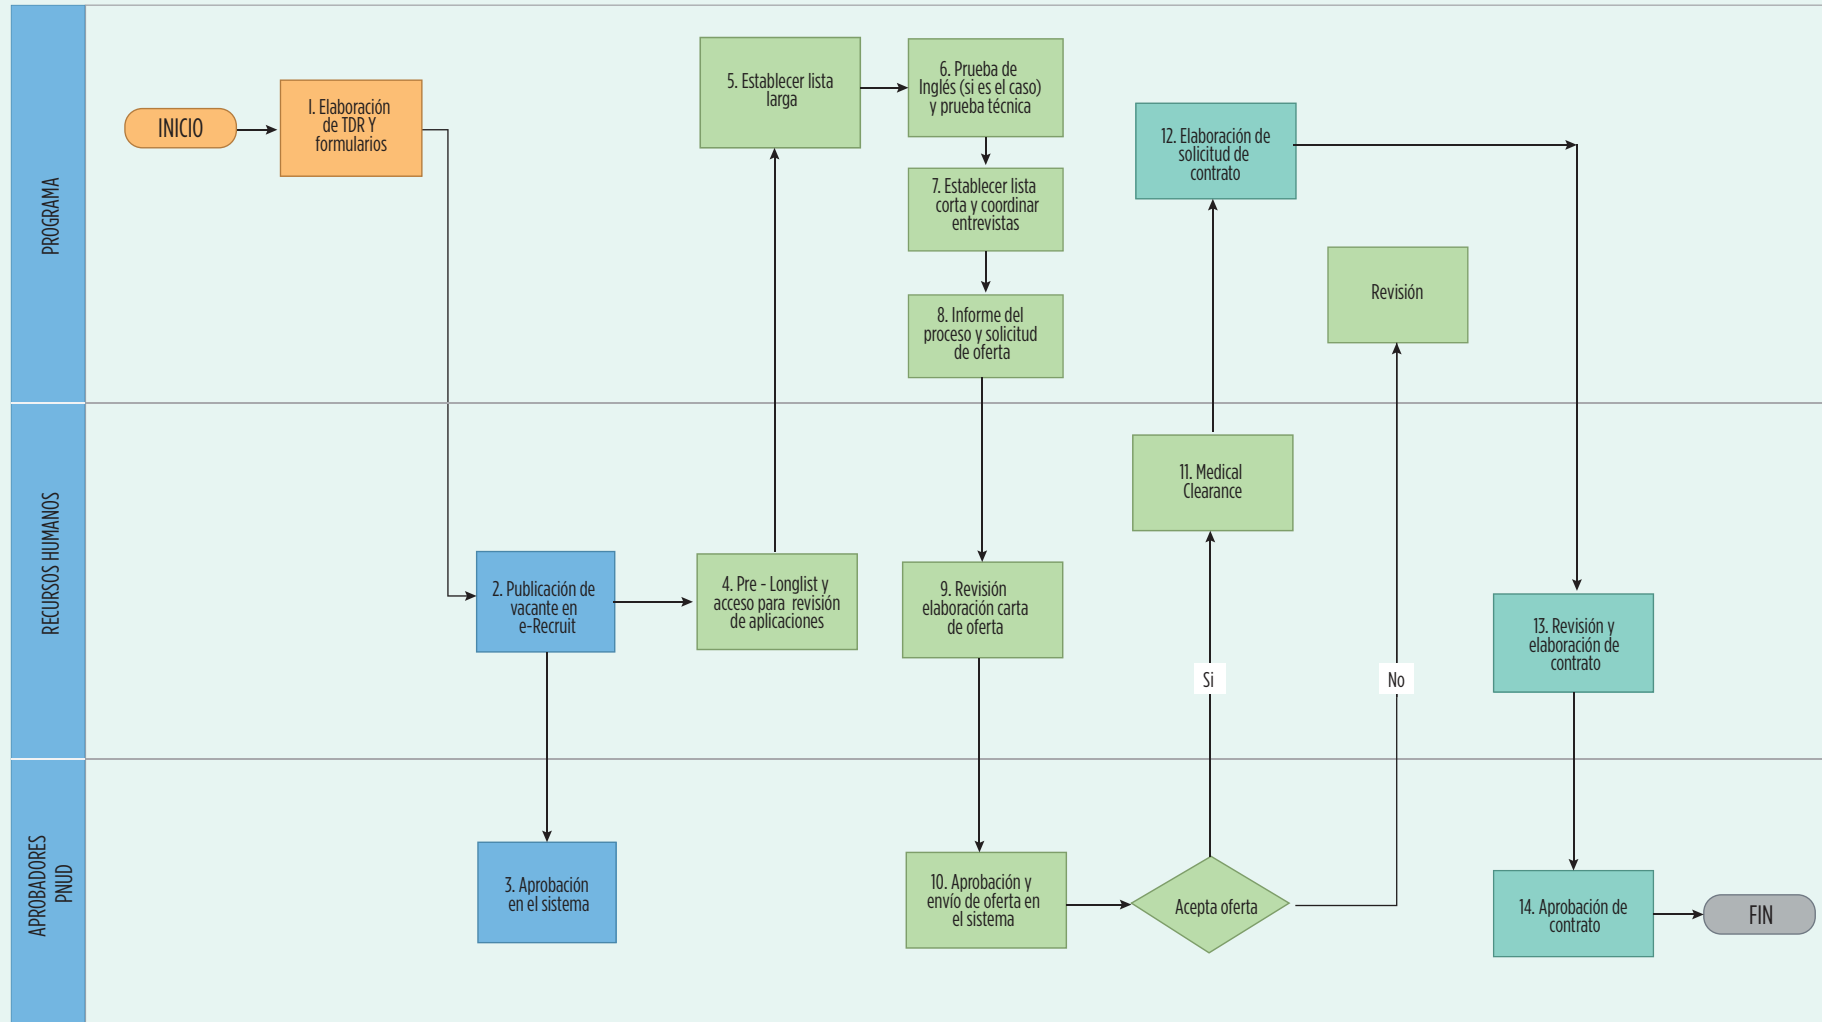 PROGRAMA
INICIO
1. Elaboración
de TDR Y
formularios
5. Establecer lista
larga
6. Prueba de
Inglés (si es el caso)
y prueba técnica
7. Establecer lista
corta y coordinar
entrevistas
8. Informe del
proceso y solicitud
de oferta
12. Elaboración de
solicitud de
contrato
Revisión
RECURSOS HUMANOS
2. Publicación de
vacante en
e-Recruit
4. Pre - Longlist y
acceso para revisión
de aplicaciones
9. Revisión
elaboración carta
de oferta
11. Medical
Clearance
Si
No
13. Revisión y
elaboración de
contrato
APROBADORES
PNUD
3. Aprobación
en el sistema
10. Aprobación y
envío de oferta en
el sistema
Acepta oferta
14. Aprobación de
contrato
FIN